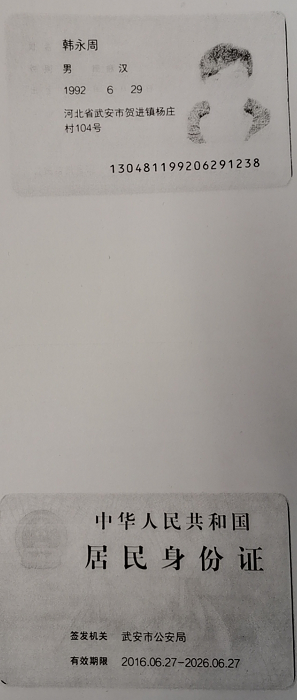 韩永周
男 汉
1992 6 29
河北省武安市贺进镇杨庄
村104号
130481199206291238
中华人民共和国
居民身份证
签发机关 武安市公安局
有效期限 2016.06.27-2026.06.27